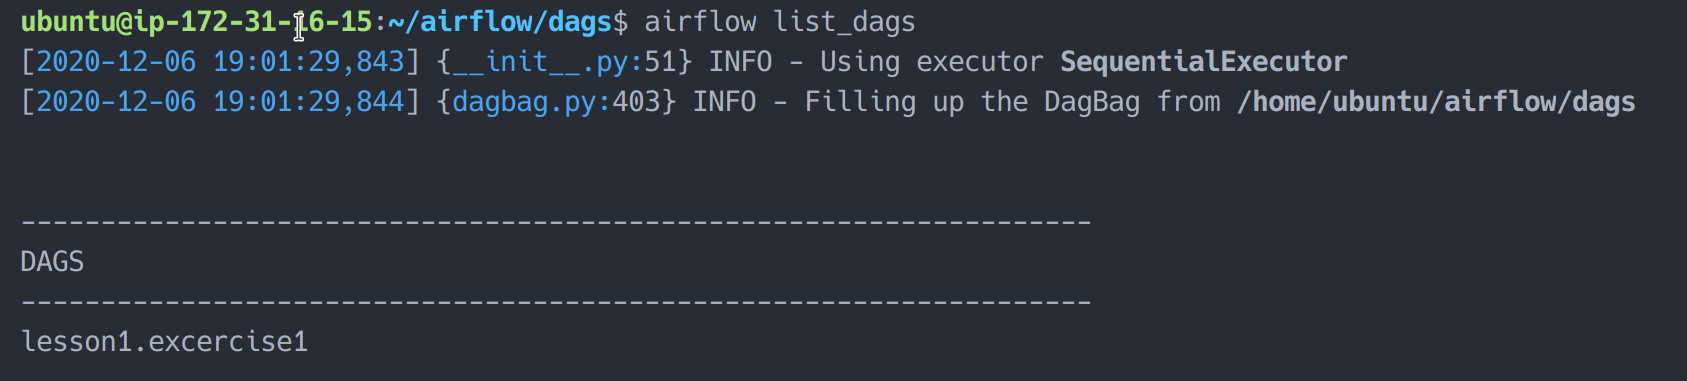 ubuntu@ip-172-31-16-15:~/airflow/dags$ airflow list_dags
[2020-12-06 19:01:29,843] {__init__.py:51} INFO - Using executor SequentialExecutor
[2020-12-06 19:01:29,844] {dagbag.py:403} INFO - Filling up the DagBag from /home/ubuntu/airflow/dags
-------------------------------------------------------------------
DAGS
-------------------------------------------------------------------
lesson1.excercise1